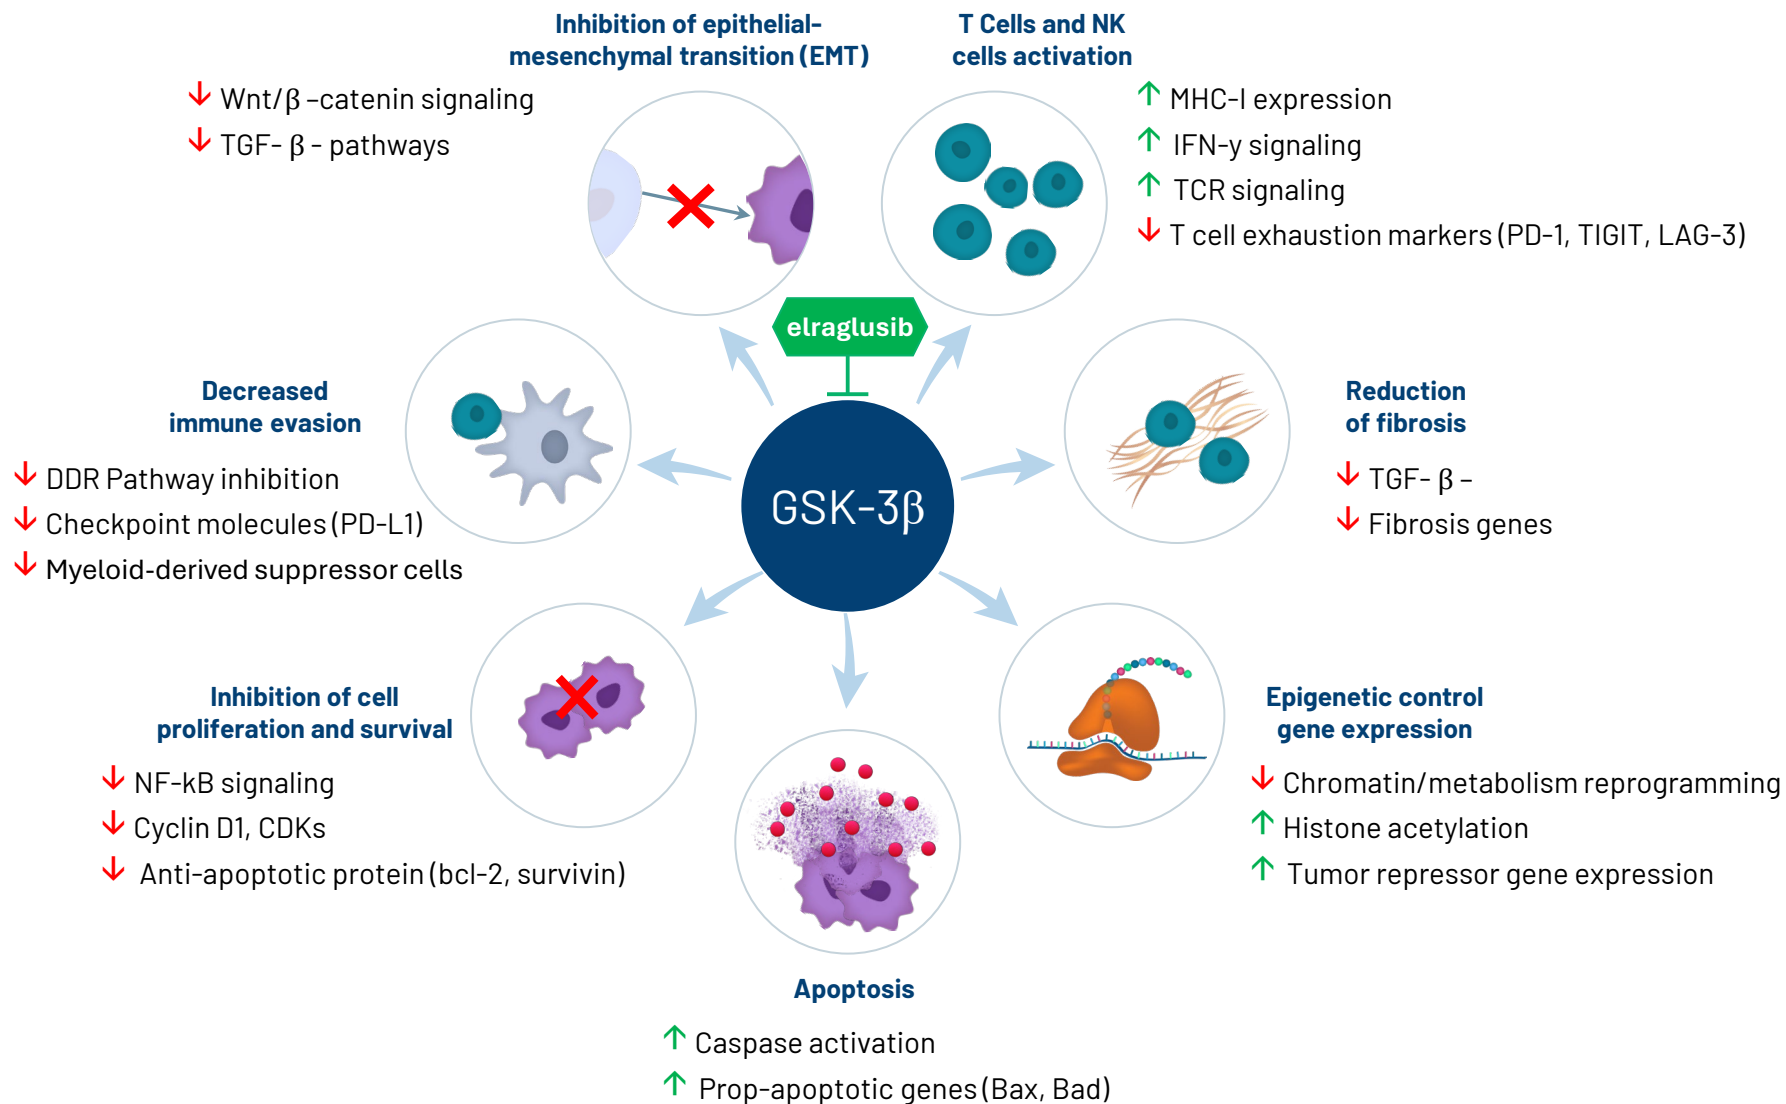 Inhibition of epithelial-
mesenchymal transition (EMT)
↓ Wnt/β –catenin signaling
↓ TGF- β - pathways
T Cells and NK
cells activation
↑ MHC-I expression
↑ IFN-y signaling
↑ TCR signaling
↓ T cell exhaustion markers (PD-1, TIGIT, LAG-3)
elraglusib
GSK-3β
Decreased
immune evasion
↓ DDR Pathway inhibition
↓ Checkpoint molecules (PD-L1)
↓ Myeloid-derived suppressor cells
Reduction
of fibrosis
↓ TGF- β –
↓ Fibrosis genes
Inhibition of cell
proliferation and survival
↓ NF-kB signaling
↓ Cyclin D1, CDKs
↓ Anti-apoptotic protein (bcl-2, survivin)
Epigenetic control
gene expression
↓ Chromatin/metabolism reprogramming
↑ Histone acetylation
↑ Tumor repressor gene expression
Apoptosis
↑ Caspase activation
↑ Prop-apoptotic genes (Bax, Bad)